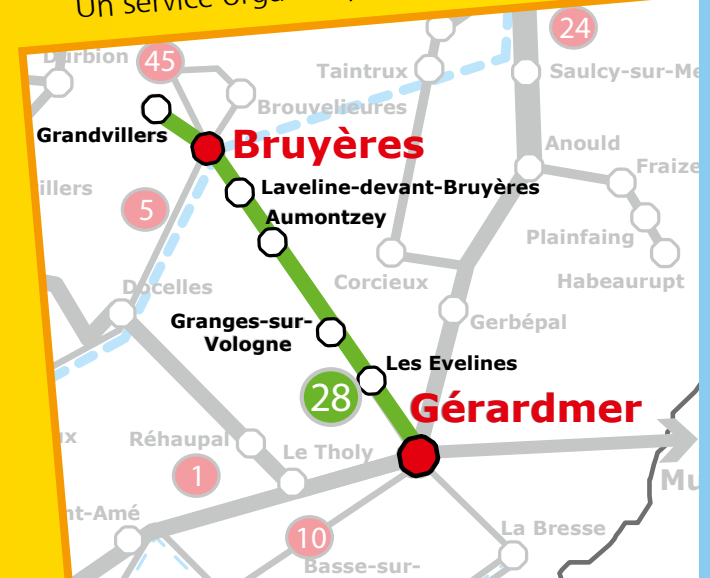 Un service
24
Durbion
45
Taintrux
Saulcy-sur-Me
Brouvelieures
Grandvillers
Bruyères
Anould
Fraize
illers
Laveline-devant-Bruyères
5
Aumontzey
Plainfaing
Docelles
Corcieux
Habeaurupt
Granges-sur-
Vologne
Gerbépal
Les Evelines
28
Gérardmer
ux
Réhaupal
Le Tholy
1
Mu
nt-Amé
10
La Bresse
Basse-sur-